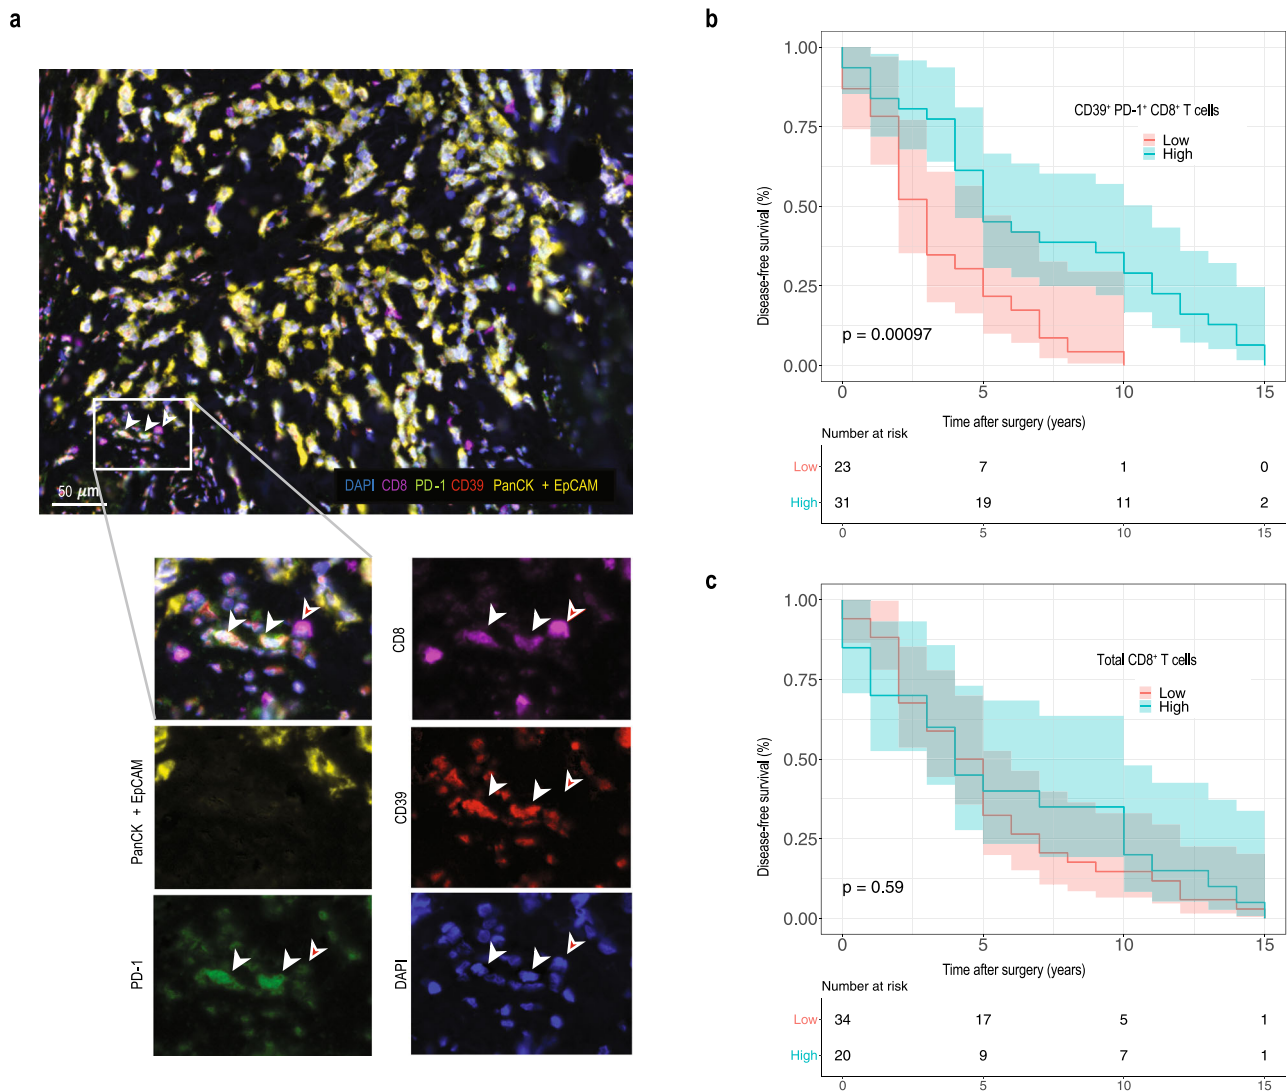 a
50 μm
DAPI CD8 PD-1 CD39 PanCK + EpCAM
CD8
PanCK + EpCAM
CD39
PD-1
DAPI
b
1.00
0.75
0.50
0.25
0.00
Disease-free survival (%)
CD39⁺ PD-1⁺ CD8⁺ T cells
Low
High
p = 0.00097
0 5 10 15
Time after surgery (years)
Number at risk
Low 23 7 1 0
High 31 19 11 2
0 5 10 15
c
1.00
0.75
0.50
0.25
0.00
Disease-free survival (%)
Total CD8⁺ T cells
Low
High
p = 0.59
0 5 10 15
Time after surgery (years)
Number at risk
Low 34 17 5 1
High 20 9 7 1
0 5 10 15